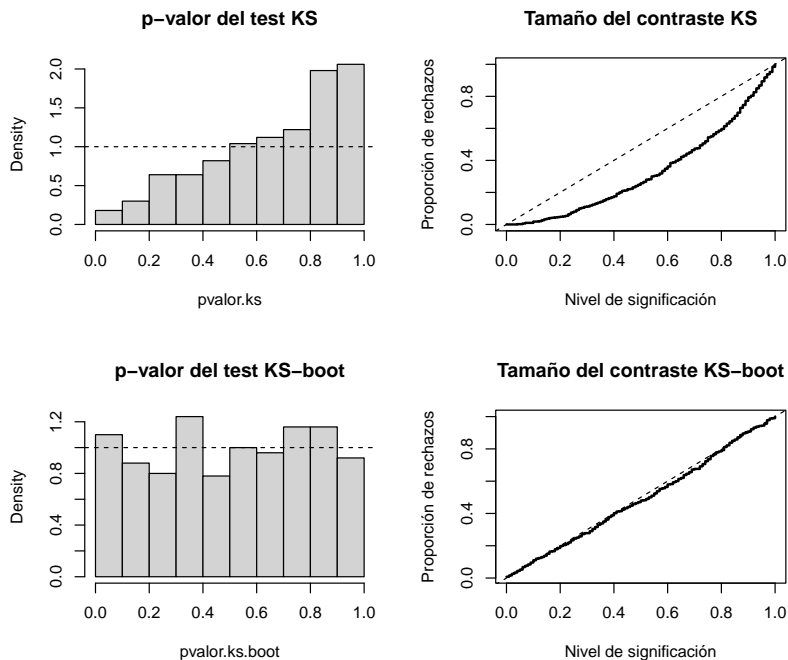 p−valor del test KS
Density
0.0 0.5 1.0 1.5 2.0
0.0 0.2 0.4 0.6 0.8 1.0
pvalor.ks
Tamaño del contraste KS
Proporción de rechazos
0.0 0.4 0.8
0.0 0.2 0.4 0.6 0.8 1.0
Nivel de significación
p−valor del test KS−boot
Density
0.0 0.4 0.8 1.2
0.0 0.2 0.4 0.6 0.8 1.0
pvalor.ks.boot
Tamaño del contraste KS−boot
Proporción de rechazos
0.0 0.4 0.8
0.0 0.2 0.4 0.6 0.8 1.0
Nivel de significación